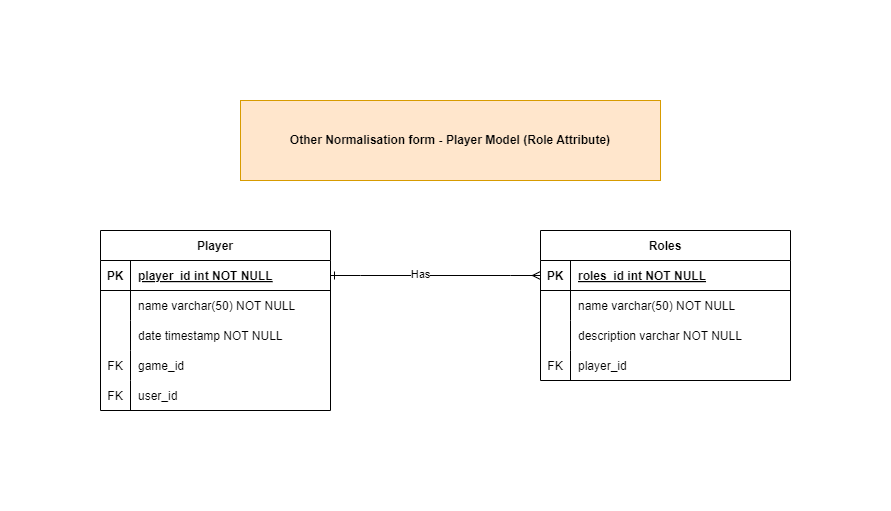 Other Normalisation form - Player Model (Role Attribute)
Player
PK player_id int NOT NULL
name varchar(50) NOT NULL
date timestamp NOT NULL
FK game_id
FK user_id
Has
Roles
PK roles_id int NOT NULL
name varchar(50) NOT NULL
description varchar NOT NULL
FK player_id